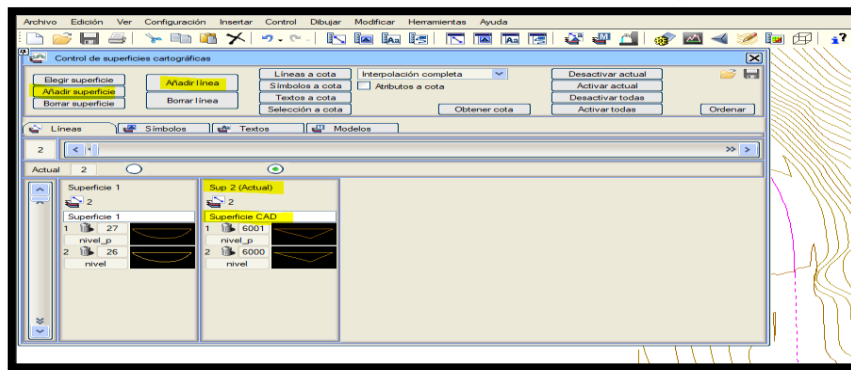 Archivo Edición Ver Configuración Insertar Control Dibujar Modificar Herramientas Ayuda
Control de superficies cartográficas
Elegir superficie
Añadir superficie
Borrar superficie
Añadir línea
Borrar línea
Líneas a cota
Símbolos a cota
Textos a cota
Selección a cota
Interpolación completa
Atributos a cota
Obtener cota
Desactivar actual
Activar actual
Desactivar todas
Activar todas
Ordenar
Líneas Símbolos Textos Modelos
2
Actual 2
Superficie 1
2
Superficie 1
1 27
nivel_p
2 26
nivel
Sup 2 (Actual)
2
Superficie CAD
1 6001
nivel_p
2 6000
nivel